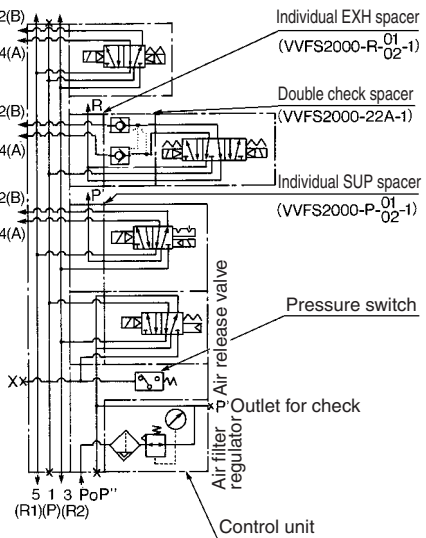 2(B)
4(A)
Individual EXH spacer
(VVFS2000-R-01/02-1)
R
2(B)
4(A)
Double check spacer
(VVFS2000-22A-1)
P
Individual SUP spacer
(VVFS2000-P-01/02-1)
2(B)
4(A)
Pressure switch
Air release valve
X
P' Outlet for check
Air filter
regulator
5 1 3 PoP"
(R1)(P)(R2)
Control unit